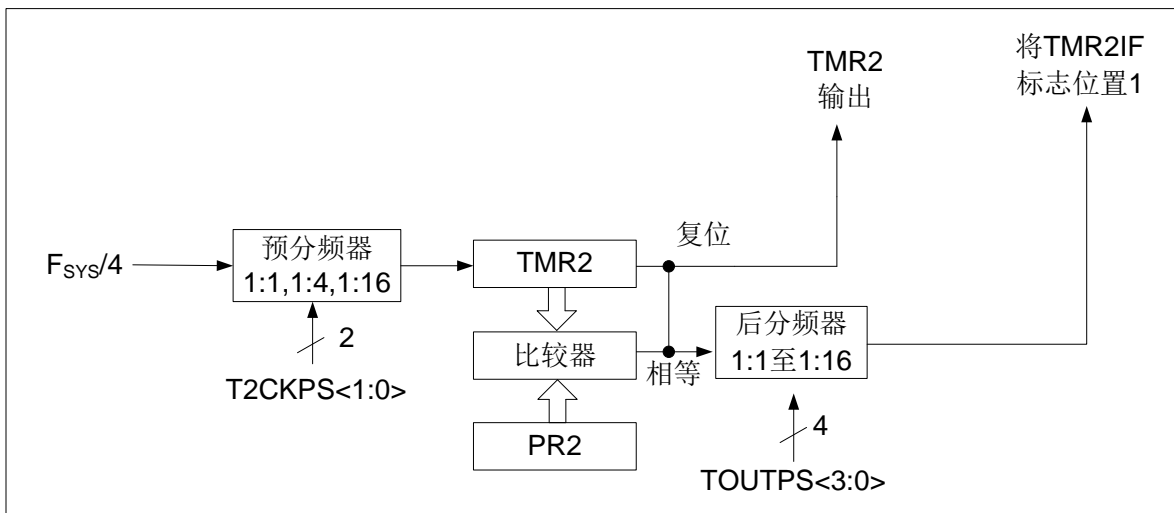 将TMR2IF
标志位置1
TMR2
输出
复位
预分频器
1:1,1:4,1:16
FSYS/4
TMR2
后分频器
1:1至1:16
2
比较器
相等
T2CKPS<1:0>
PR2
4
TOUTPS<3:0>